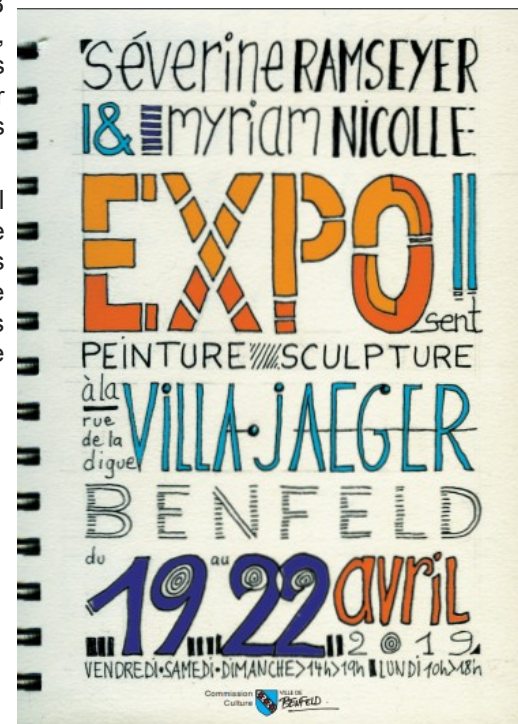 s
,
s
r
s
l
e
s
e
s
e
séverine RAMSEYER
& myriam NICOLLE
EXPO!!
sent
PEINTURE SCULPTURE
à la
rue
de la
digue
VILLA JAEGER
BENFELD
du 19 au 22 avril
2019
VENDREDI•SAMEDI•DIMANCHE>14h>19h LUNDI 10h>18h
Commission
Culture
VILLE DE
BENFELD